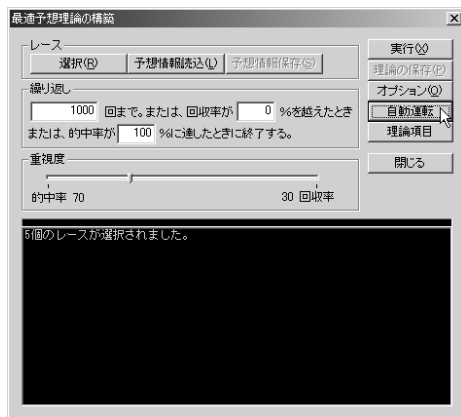 最適予想理論の構築
レース
選択(R) 予想情報読込(L) 予想情報保存(S)
繰り返し
1000 回まで。または、回収率が 0 %を越えたとき
または、的中率が 100 %に達したときに終了する。
重視度
的中率 70 30 回収率
5個のレースが選択されました。
実行(X)
理論の保存(P)
オプション(O)
自動運転
理論項目
閉じる